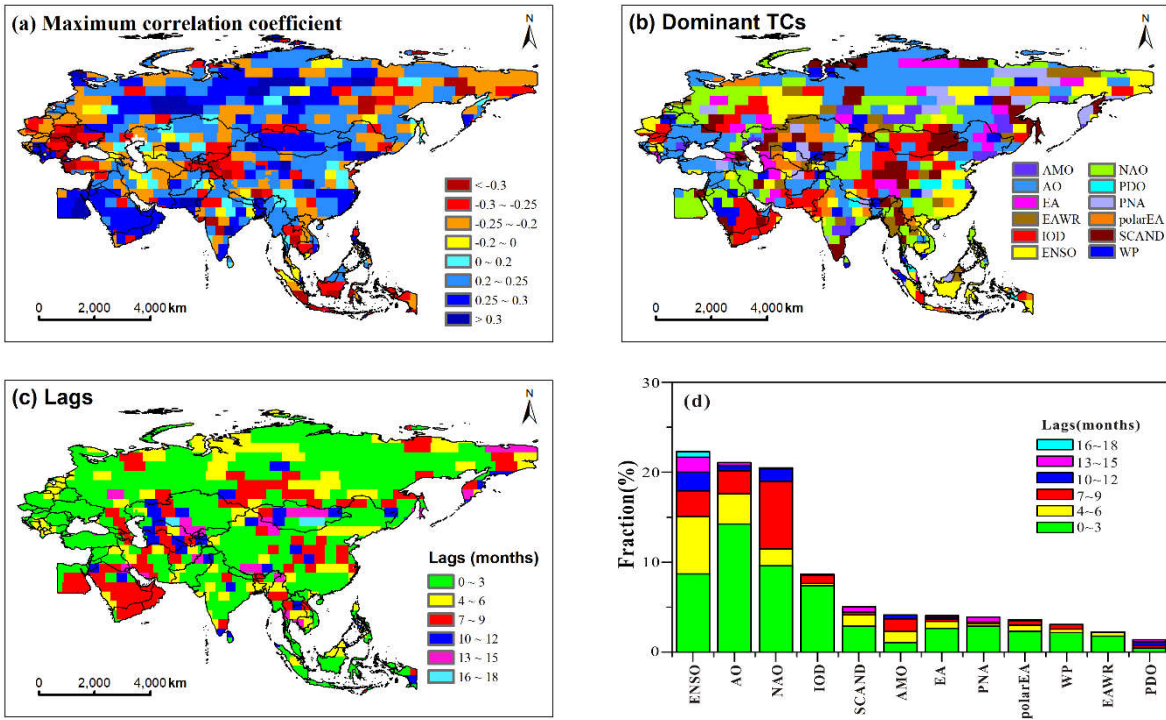 (a) Maximum correlation coefficient
N
< -0.3
-0.3 ~ -0.25
-0.25 ~ -0.2
-0.2 ~ 0
0 ~ 0.2
0.2 ~ 0.25
0.25 ~ 0.3
> 0.3
0 2,000 4,000 km
(b) Dominant TCs
N
AMO NAO
AO PDO
EA PNA
EAWR polarEA
IOD SCAND
ENSO WP
0 2,000 4,000 km
(c) Lags
N
Lags (months)
0 ~ 3
4 ~ 6
7 ~ 9
10 ~ 12
13 ~ 15
16 ~ 18
0 2,000 4,000 km
(d)
Lags(months)
16~18
13~15
10~12
7~9
4~6
0~3
Fraction(%)
30
20
10
0
ENSO
AO
NAO
IOD
SCAND
AMO
EA
PNA
polarEA
WP
EAWR
PDO